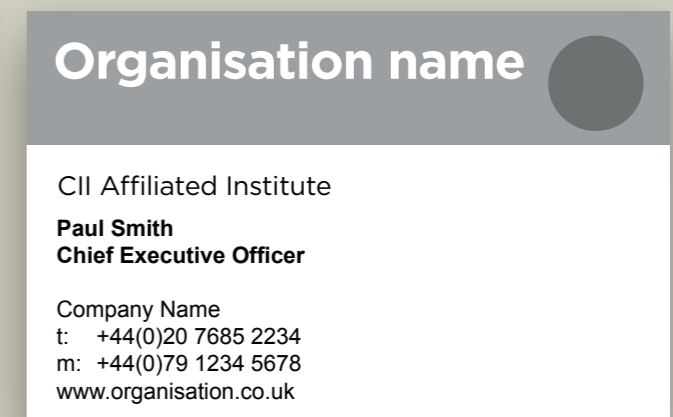 Organisation name
CII Affiliated Institute
Paul Smith
Chief Executive Officer
Company Name
t: +44(0)20 7685 2234
m: +44(0)79 1234 5678
www.organisation.co.uk